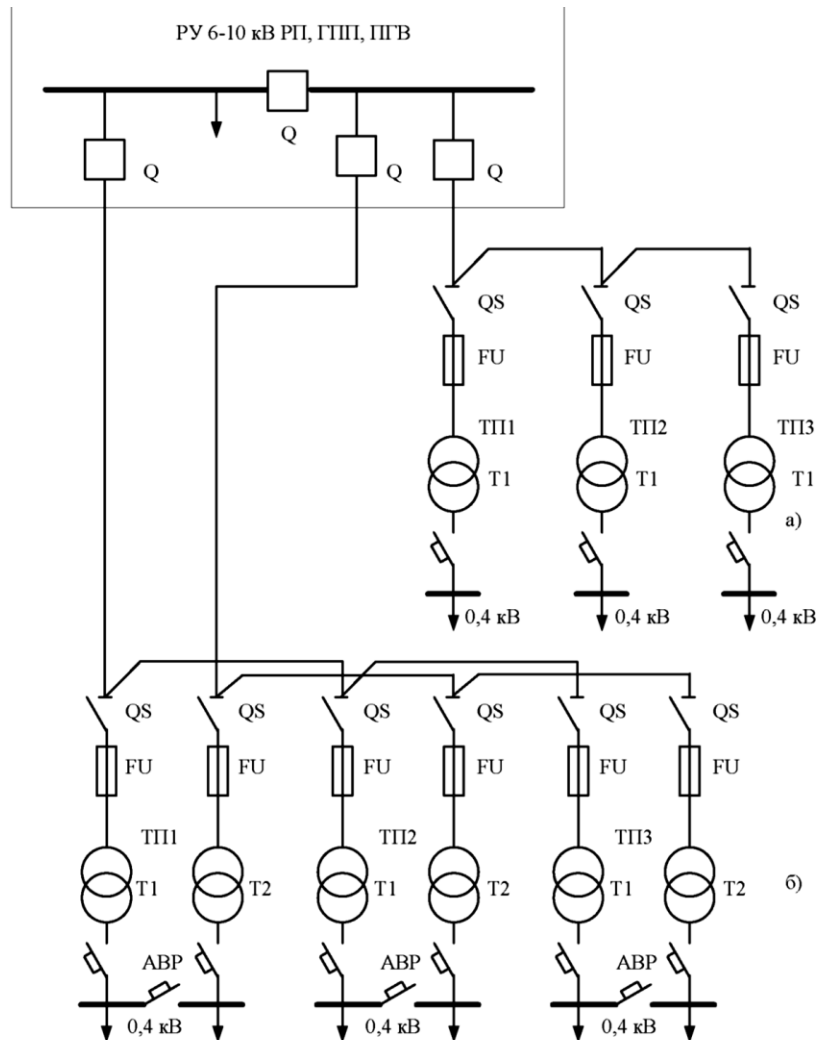 РУ 6-10 кВ РП, ГПП, ПГВ
Q
Q Q Q
QS QS QS
FU FU FU
ТП1 ТП2 ТП3
Т1 Т1 Т1
а)
0,4 кВ 0,4 кВ 0,4 кВ
QS QS QS QS QS QS
FU FU FU FU FU FU
ТП1 ТП2 ТП3
Т1 Т2 Т1 Т2 Т1 Т2
б)
АВР АВР АВР
0,4 кВ 0,4 кВ 0,4 кВ